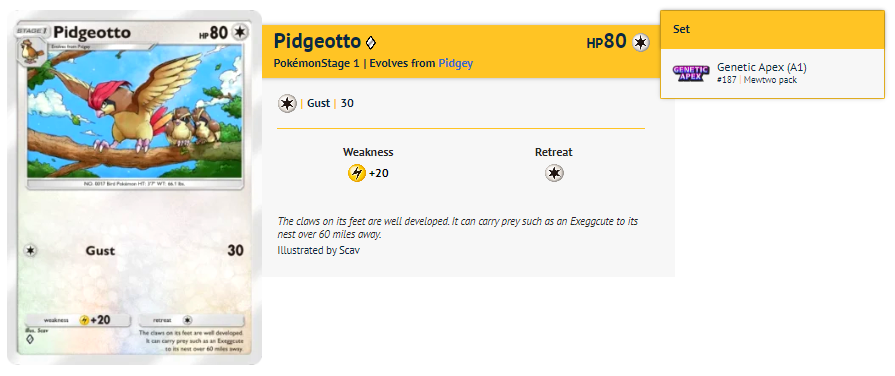 STAGE 1
Pidgeotto
HP 80
Evolves from Pidgey
NO. 0017 Bird Pokémon HT: 3'7" WT: 66.1 lbs.
Gust 30
weakness +20 retreat
Illus. Scav
The claws on its feet are well developed.
It can carry prey such as an Exeggcute
to its nest over 60 miles away.
Pidgeotto
HP80
PokémonStage 1 | Evolves from Pidgey
| Gust | 30
Weakness Retreat
+20
The claws on its feet are well developed. It can carry prey such as an Exeggcute to its
nest over 60 miles away.
Illustrated by Scav
Set
GENETIC
APEX
Genetic Apex (A1)
#187 | Mewtwo pack